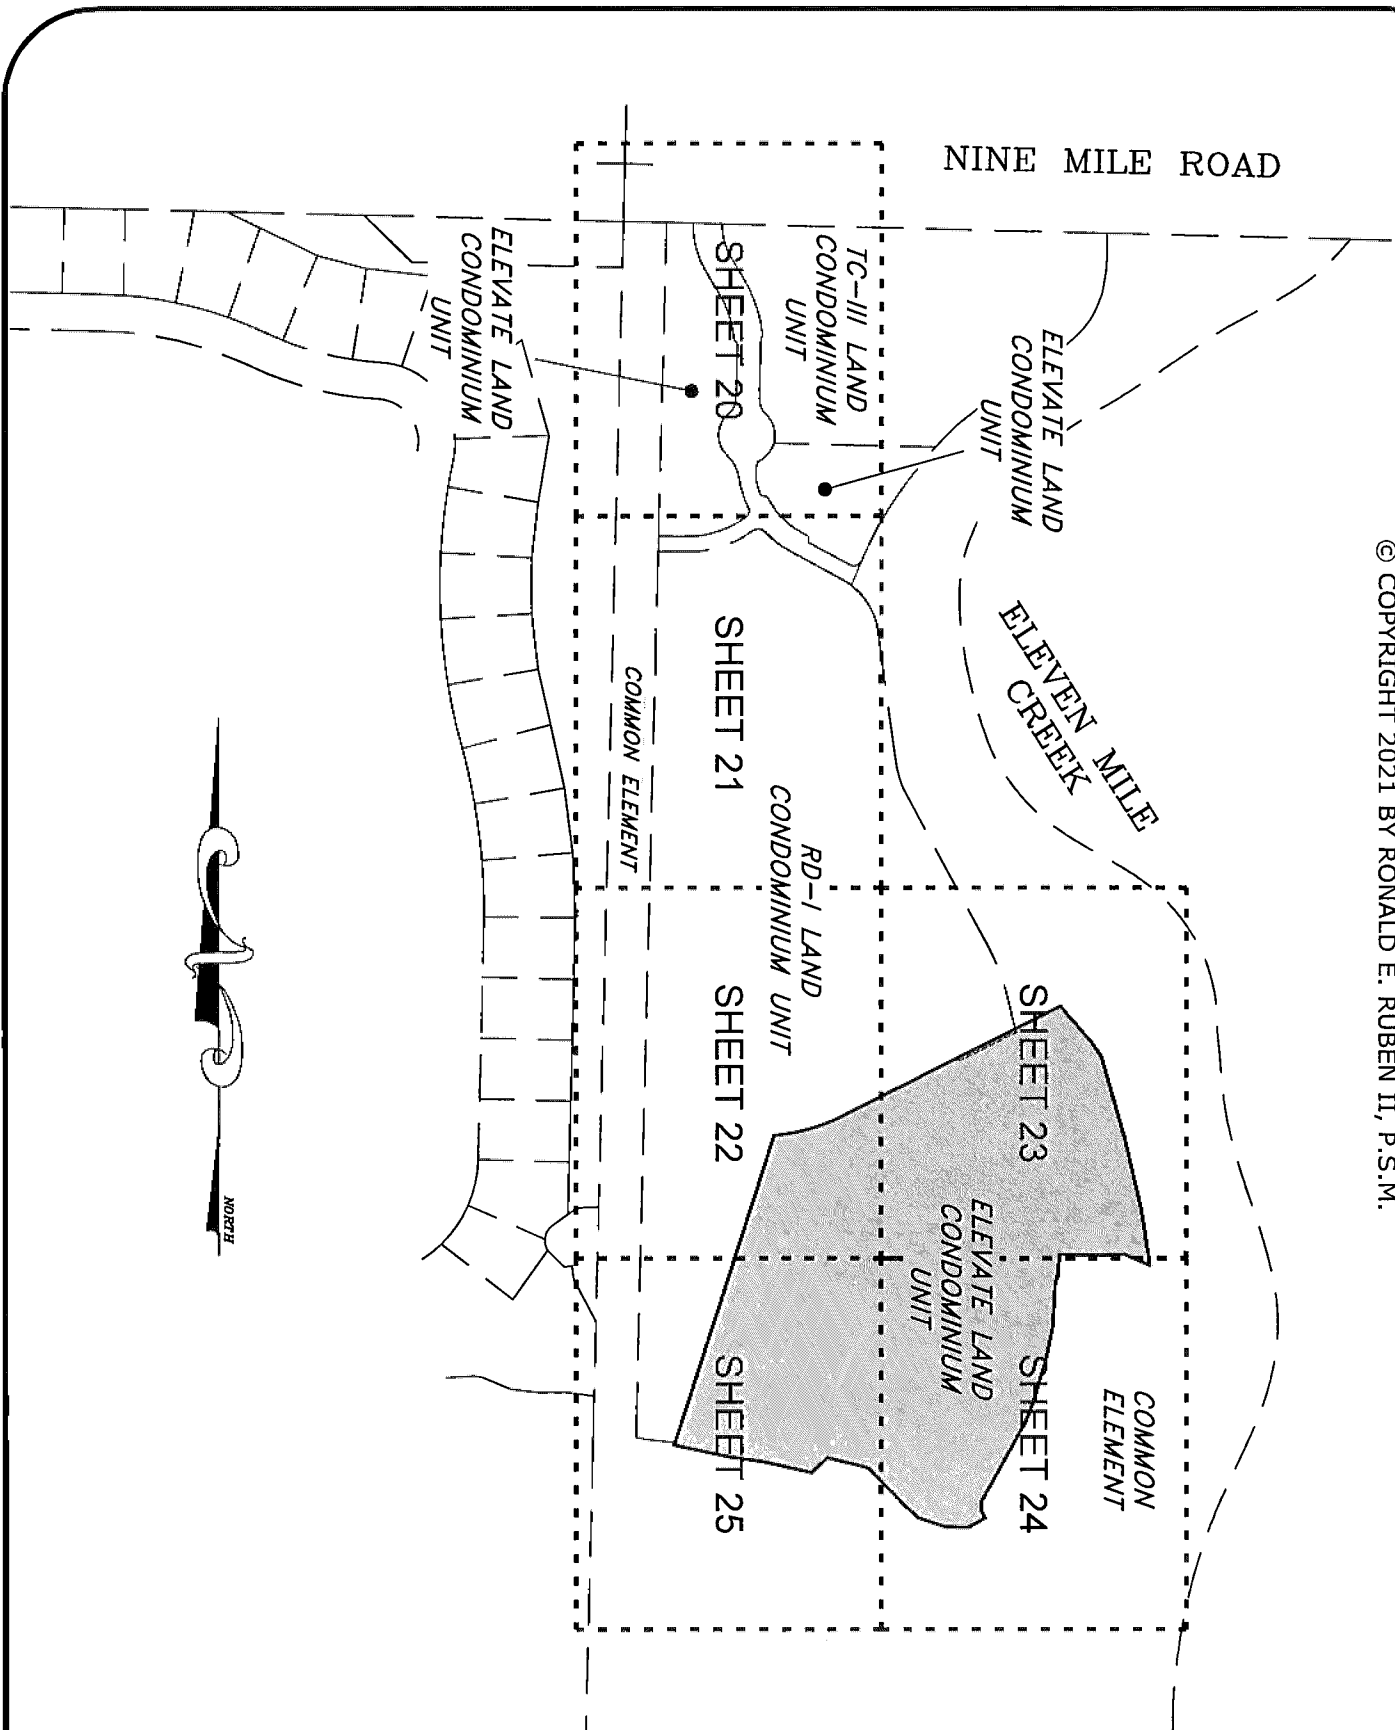 NINE MILE ROAD
© COPYRIGHT 2021 BY RONALD E. RUBEN II, P.S.M.
TC-III LAND
CONDOMINIUM
UNIT
ELEVATE LAND
CONDOMINIUM
UNIT
ELEVATE LAND
CONDOMINIUM
UNIT
SHEET 20
ELEVEN MILE
CREEK
SHEET 21
COMMON ELEMENT
RD-I LAND
CONDOMINIUM UNIT
SHEET 22
SHEET 23
ELEVATE LAND
CONDOMINIUM
UNIT
SHEET 24
SHEET 25
COMMON
ELEMENT
NORTH